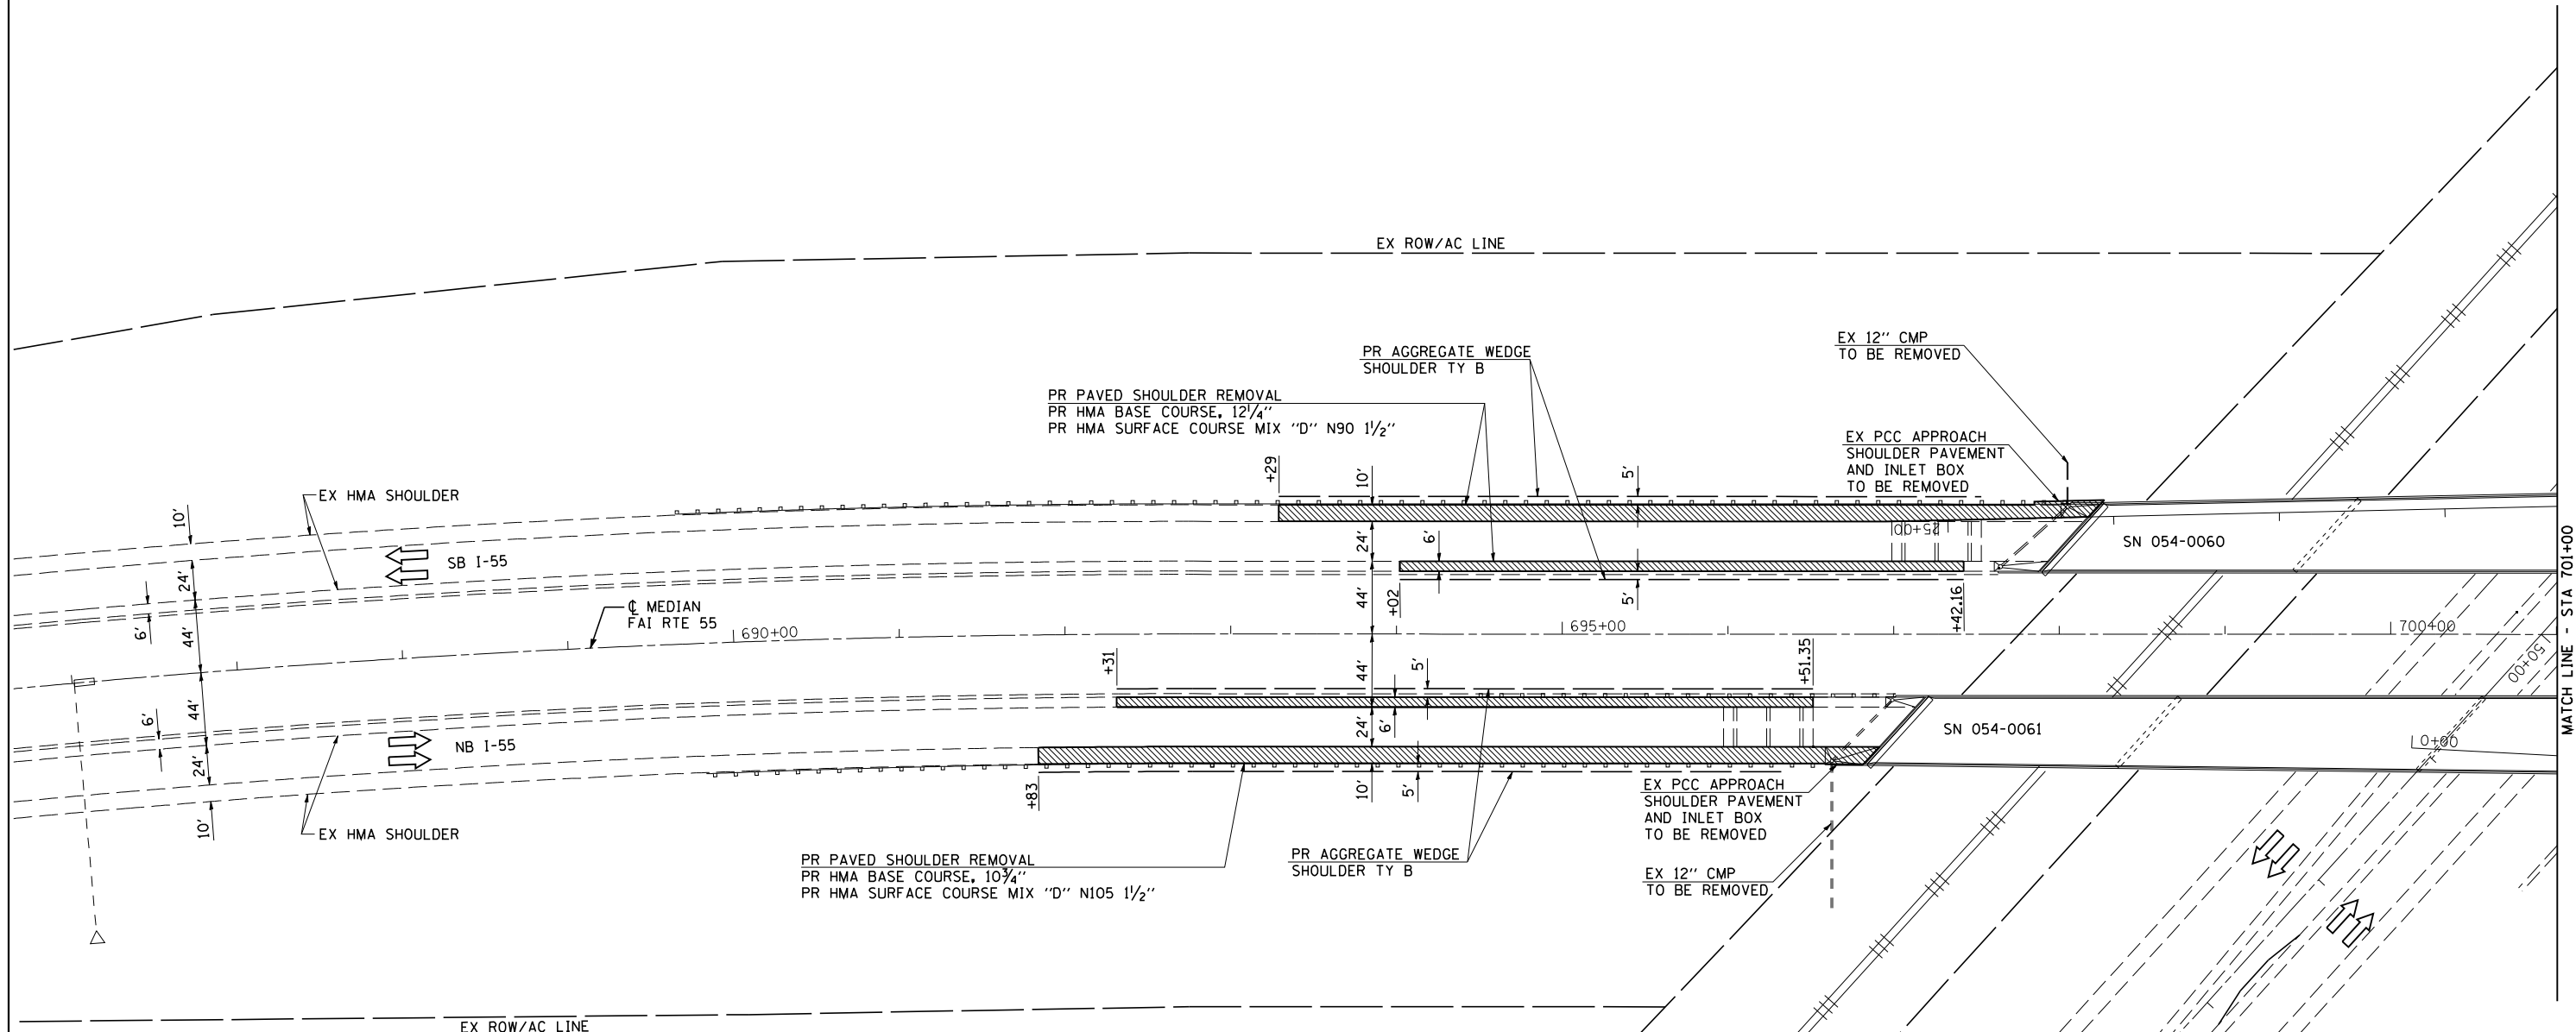 EX ROW/AC LINE
EX 12" CMP
TO BE REMOVED
PR AGGREGATE WEDGE
SHOULDER TY B
PR PAVED SHOULDER REMOVAL
PR HMA BASE COURSE, 12¼"
PR HMA SURFACE COURSE MIX "D" N90 1½"
EX PCC APPROACH
SHOULDER PAVEMENT
AND INLET BOX
TO BE REMOVED
+29
10'
5'
EX HMA SHOULDER
10'
24'
6'
44'
SB I-55
24'
6'
25+00
SN 054-0060
℄ MEDIAN
FAI RTE 55
44'
+02
5'
+42.16
690+00
695+00
700+00
50+00
MATCH LINE - STA 701+00
+31
44'
5'
+51.35
44'
6'
24'
10'
NB I-55
24'
6'
SN 054-0061
0+00
EX HMA SHOULDER
+83
10'
5'
EX PCC APPROACH
SHOULDER PAVEMENT
AND INLET BOX
TO BE REMOVED
PR PAVED SHOULDER REMOVAL
PR HMA BASE COURSE, 10¾"
PR HMA SURFACE COURSE MIX "D" N105 1½"
PR AGGREGATE WEDGE
SHOULDER TY B
EX 12" CMP
TO BE REMOVED
EX ROW/AC LINE